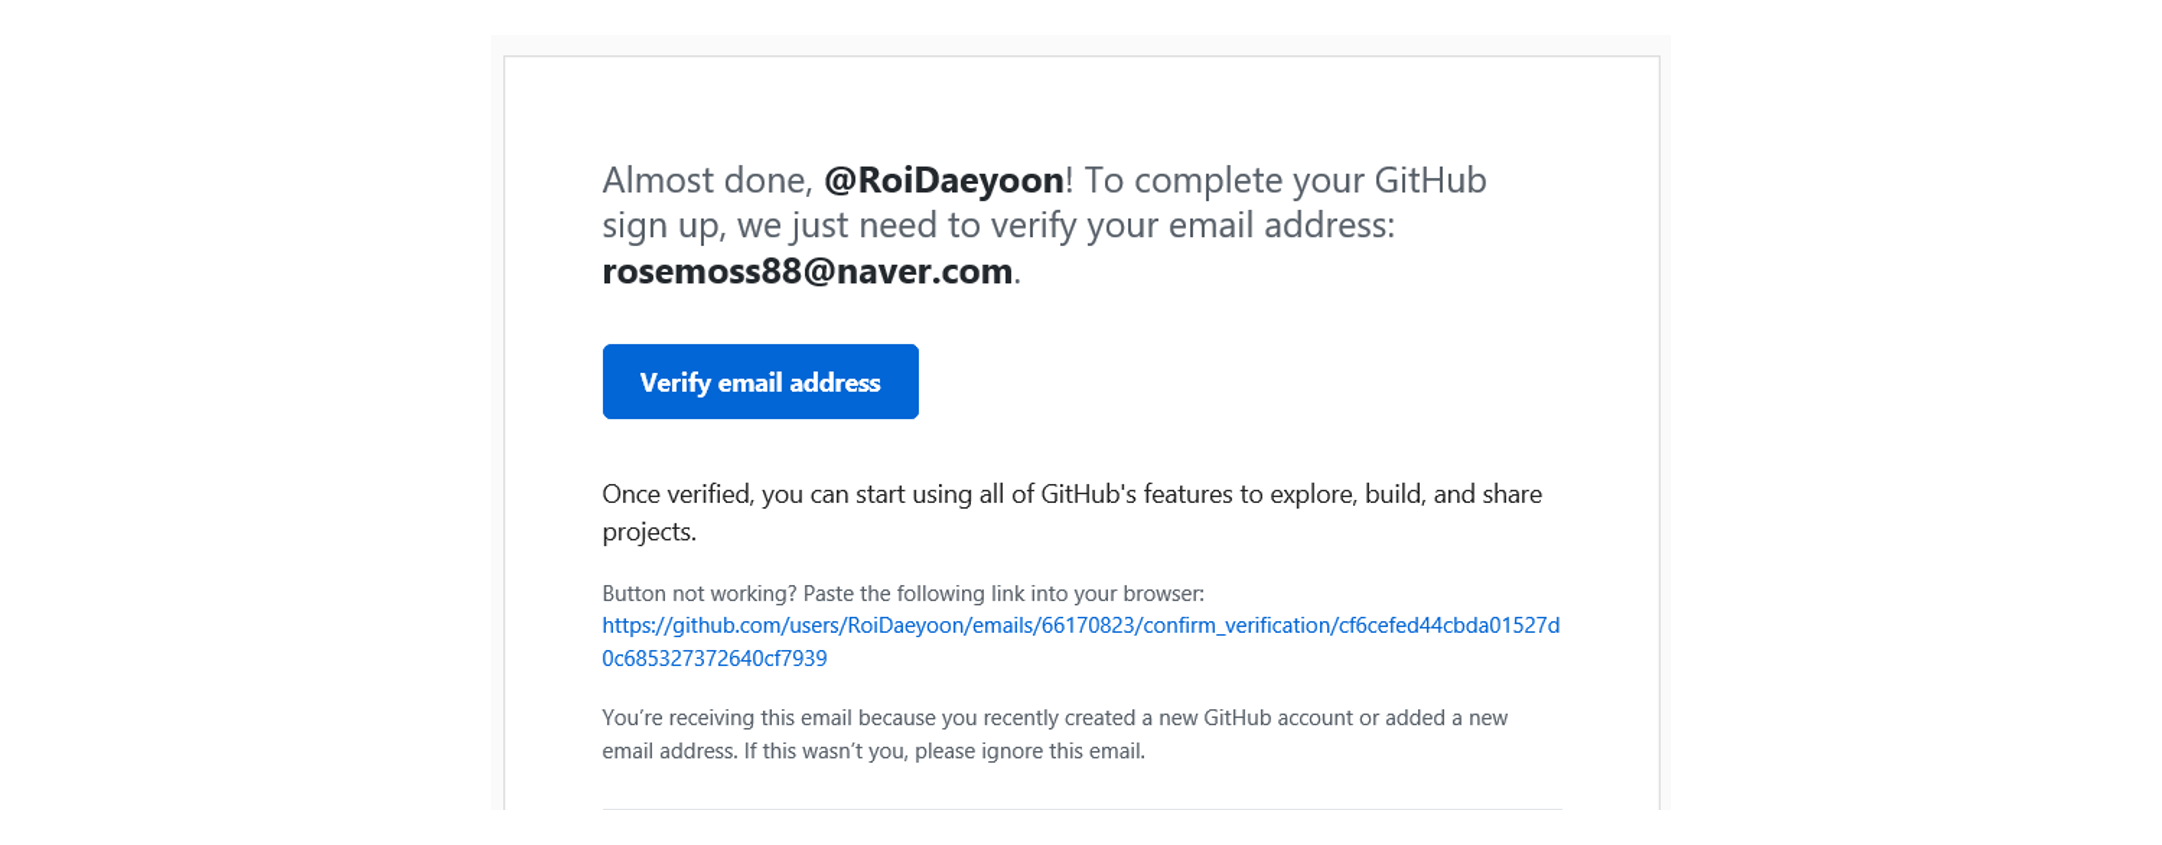 Almost done, @RoiDaeyoon! To complete your GitHub
sign up, we just need to verify your email address:
rosemoss88@naver.com.
Verify email address
Once verified, you can start using all of GitHub's features to explore, build, and share
projects.
Button not working? Paste the following link into your browser:
https://github.com/users/RoiDaeyoon/emails/66170823/confirm_verification/cf6cefed44cbda01527d
0c685327372640cf7939
You’re receiving this email because you recently created a new GitHub account or added a new
email address. If this wasn’t you, please ignore this email.